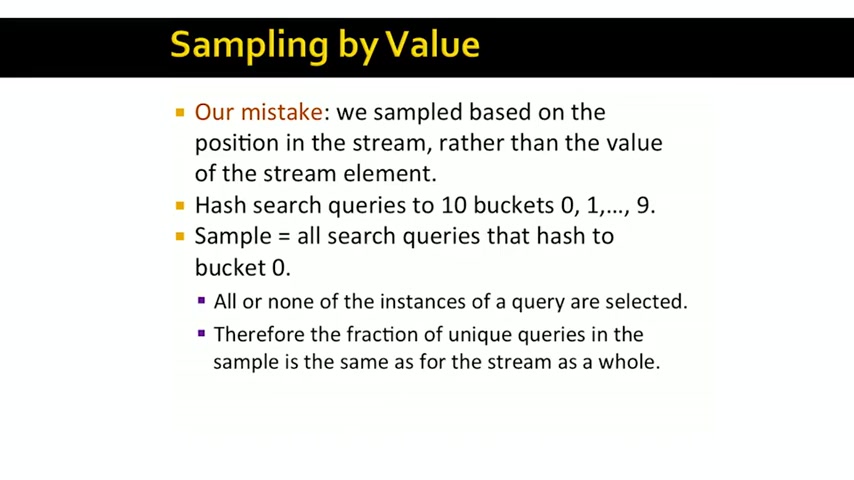 Sampling by Value
Our mistake: we sampled based on the
position in the stream, rather than the value
of the stream element.
Hash search queries to 10 buckets 0, 1,..., 9.
Sample = all search queries that hash to
bucket 0.
All or none of the instances of a query are selected.
Therefore the fraction of unique queries in the
sample is the same as for the stream as a whole.